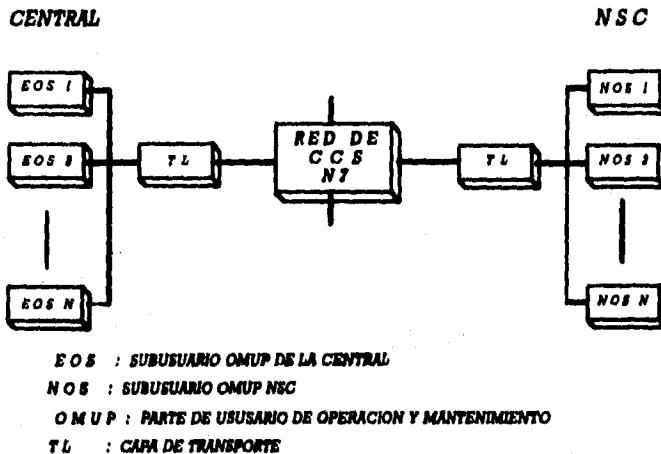 CENTRAL
NSC
EOS 1
EOS 2
EOS N
TL
RED DE
CCS
N7
TL
NOS 1
NOS 2
NOS N
EOS : SUBUSUARIO OMUP DE LA CENTRAL
NOS : SUBUSUARIO OMUP NSC
OMUP : PARTE DE USUSARIO DE OPERACION Y MANTENIMIENTO
TL : CAPA DE TRANSPORTE